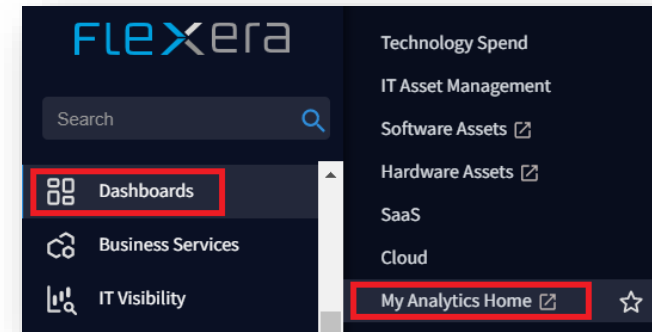 FLEXERA
Search
Dashboards
Business Services
IT Visibility
Technology Spend
IT Asset Management
Software Assets
Hardware Assets
SaaS
Cloud
My Analytics Home